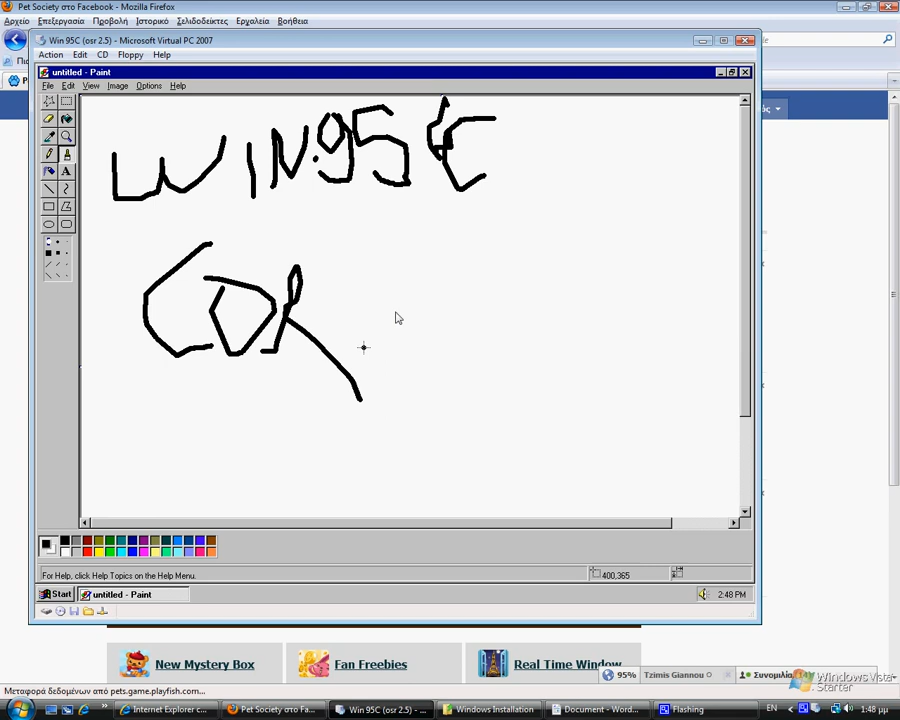 Pet Society στο Facebook - Mozilla Firefox
Αρχείο Επεξεργασία Προβολή Ιστορικό Σελιδοδείκτες Εργαλεία Βοήθεια
Win 95C (osr 2.5) - Microsoft Virtual PC 2007
Action Edit CD Floppy Help
untitled - Paint
File Edit View Image Options Help
WIN.95 C
For Help, click Help Topics on the Help Menu.
400,365
Start untitled - Paint 2:48 PM
New Mystery Box Fan Freebies Real Time Window
Μεταφορά δεδομένων από pets.game.playfish.com...
95% Tzimis Giannou Συνομιλία
Windows Vista
Starter
Internet Explorer c... Pet Society στο Fac... Win 95C (osr 2.5) - ... Windows Installation Document - Word... Flashing EN 1:48 μμ